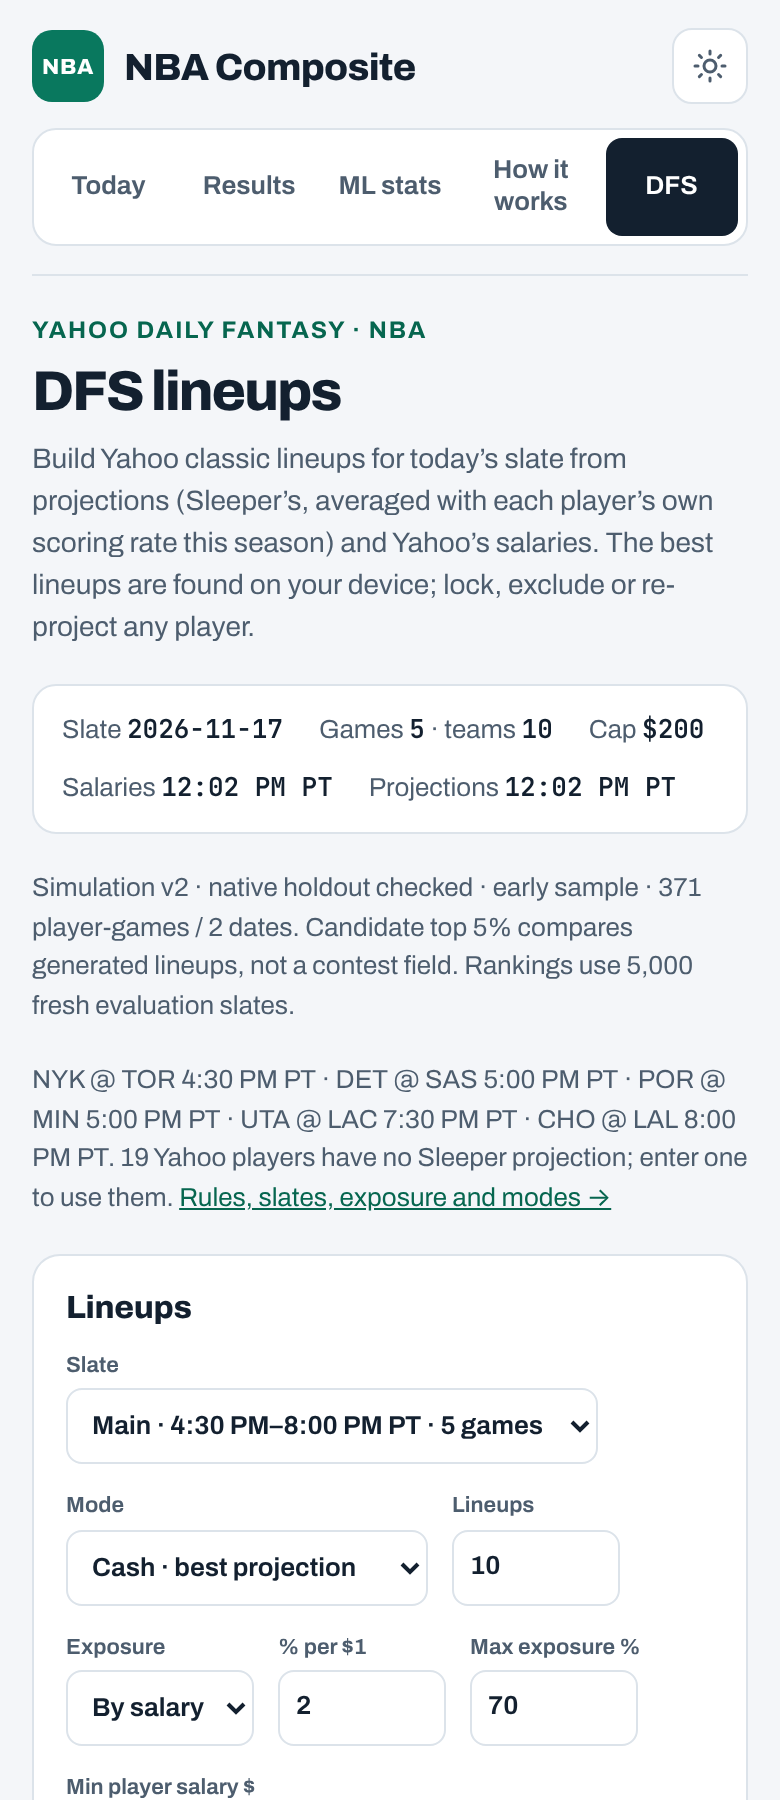 NBA
NBA Composite
Today
Results
ML stats
How it
works
DFS
YAHOO DAILY FANTASY · NBA
DFS lineups
Build Yahoo classic lineups for today’s slate from
projections (Sleeper’s, averaged with each player’s own
scoring rate this season) and Yahoo’s salaries. The best
lineups are found on your device; lock, exclude or re-
project any player.
Slate 2026-11-17 Games 5 · teams 10 Cap $200
Salaries 12:02 PM PT Projections 12:02 PM PT
Simulation v2 · native holdout checked · early sample · 371
player-games / 2 dates. Candidate top 5% compares
generated lineups, not a contest field. Rankings use 5,000
fresh evaluation slates.
NYK @ TOR 4:30 PM PT · DET @ SAS 5:00 PM PT · POR @
MIN 5:00 PM PT · UTA @ LAC 7:30 PM PT · CHO @ LAL 8:00
PM PT. 19 Yahoo players have no Sleeper projection; enter one
to use them. Rules, slates, exposure and modes →
Lineups
Slate
Main · 4:30 PM–8:00 PM PT · 5 games
Mode Lineups
Cash · best projection 10
Exposure % per $1 Max exposure %
By salary 2 70
Min player salary $